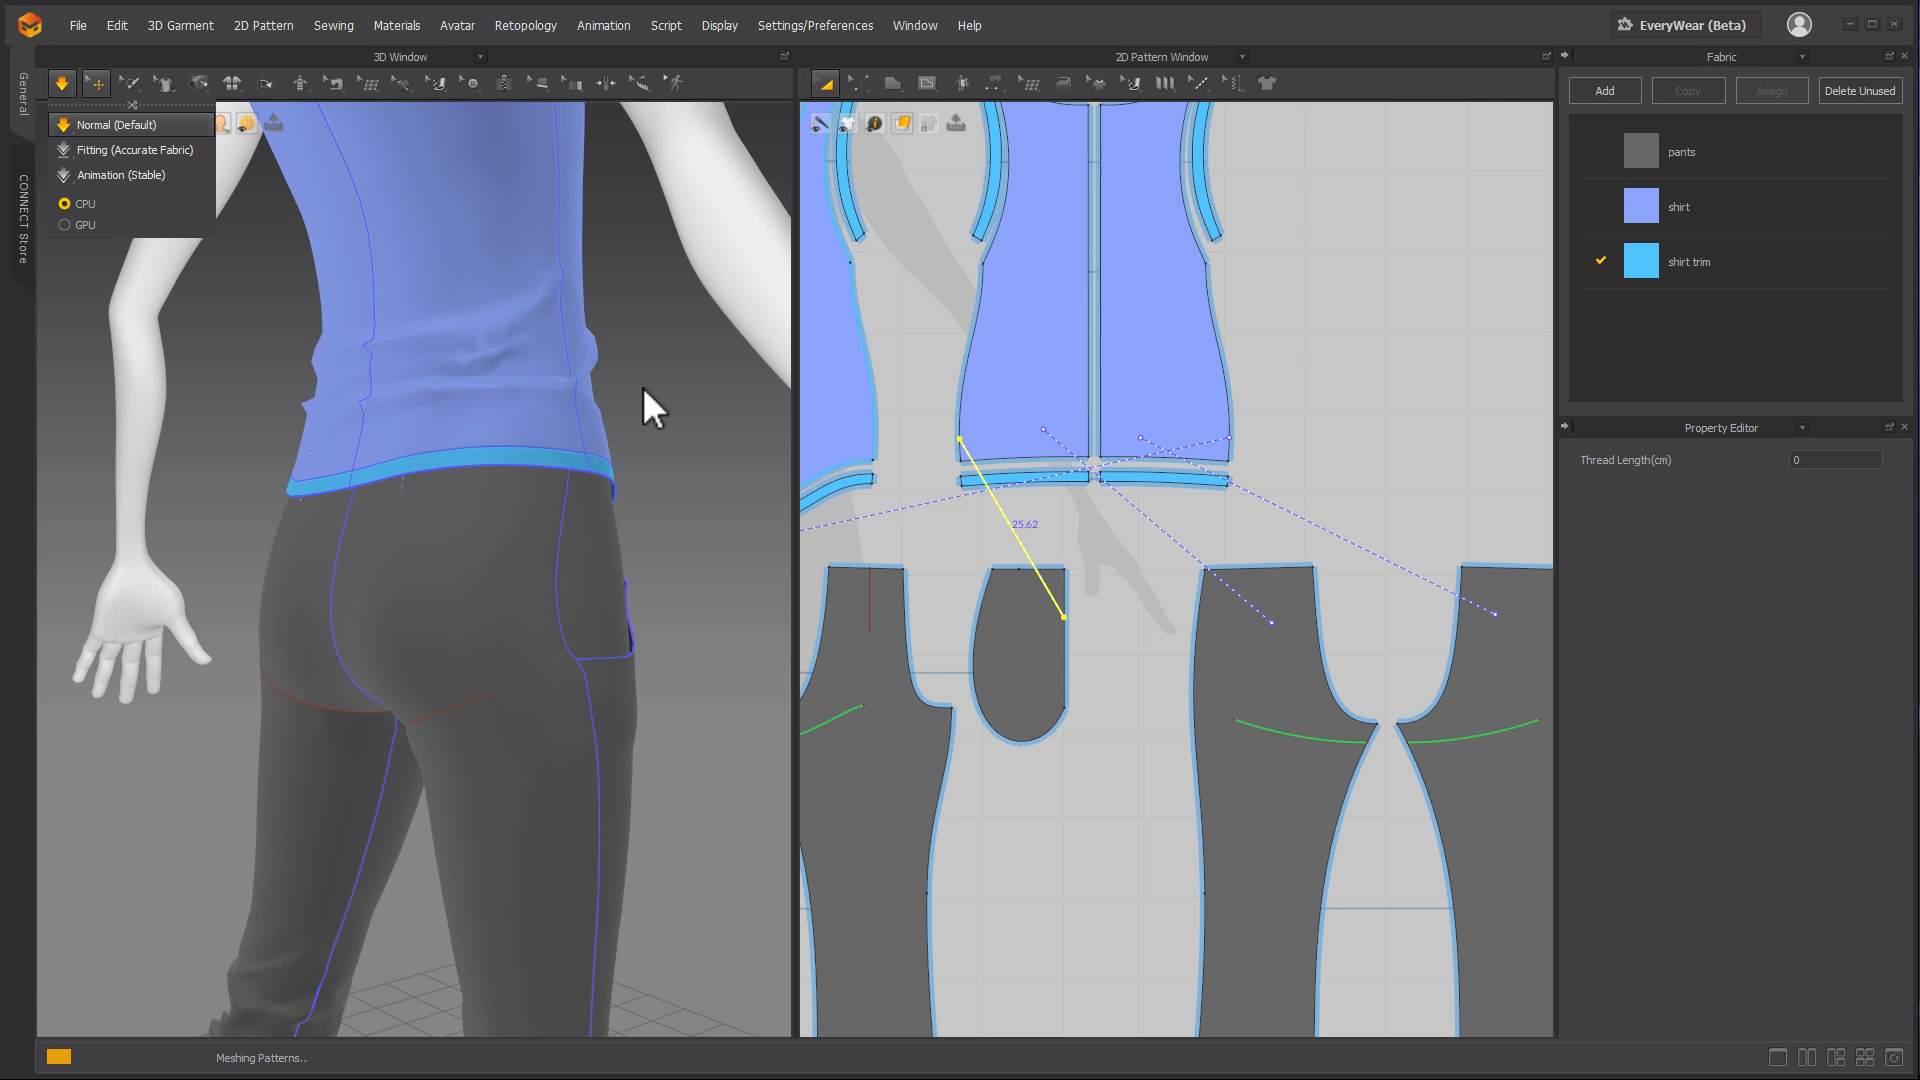 File Edit 3D Garment 2D Pattern Sewing Materials Avatar Retopology Animation Script Display Settings/Preferences Window Help
EveryWear (Beta)
3D Window
2D Pattern Window
Fabric
General
CONNECT Store
Normal (Default)
Fitting (Accurate Fabric)
Animation (Stable)
CPU
GPU
25.62
Add Copy Assign Delete Unused
pants
shirt
shirt trim
Property Editor
Thread Length(cm) 0
Meshing Patterns..